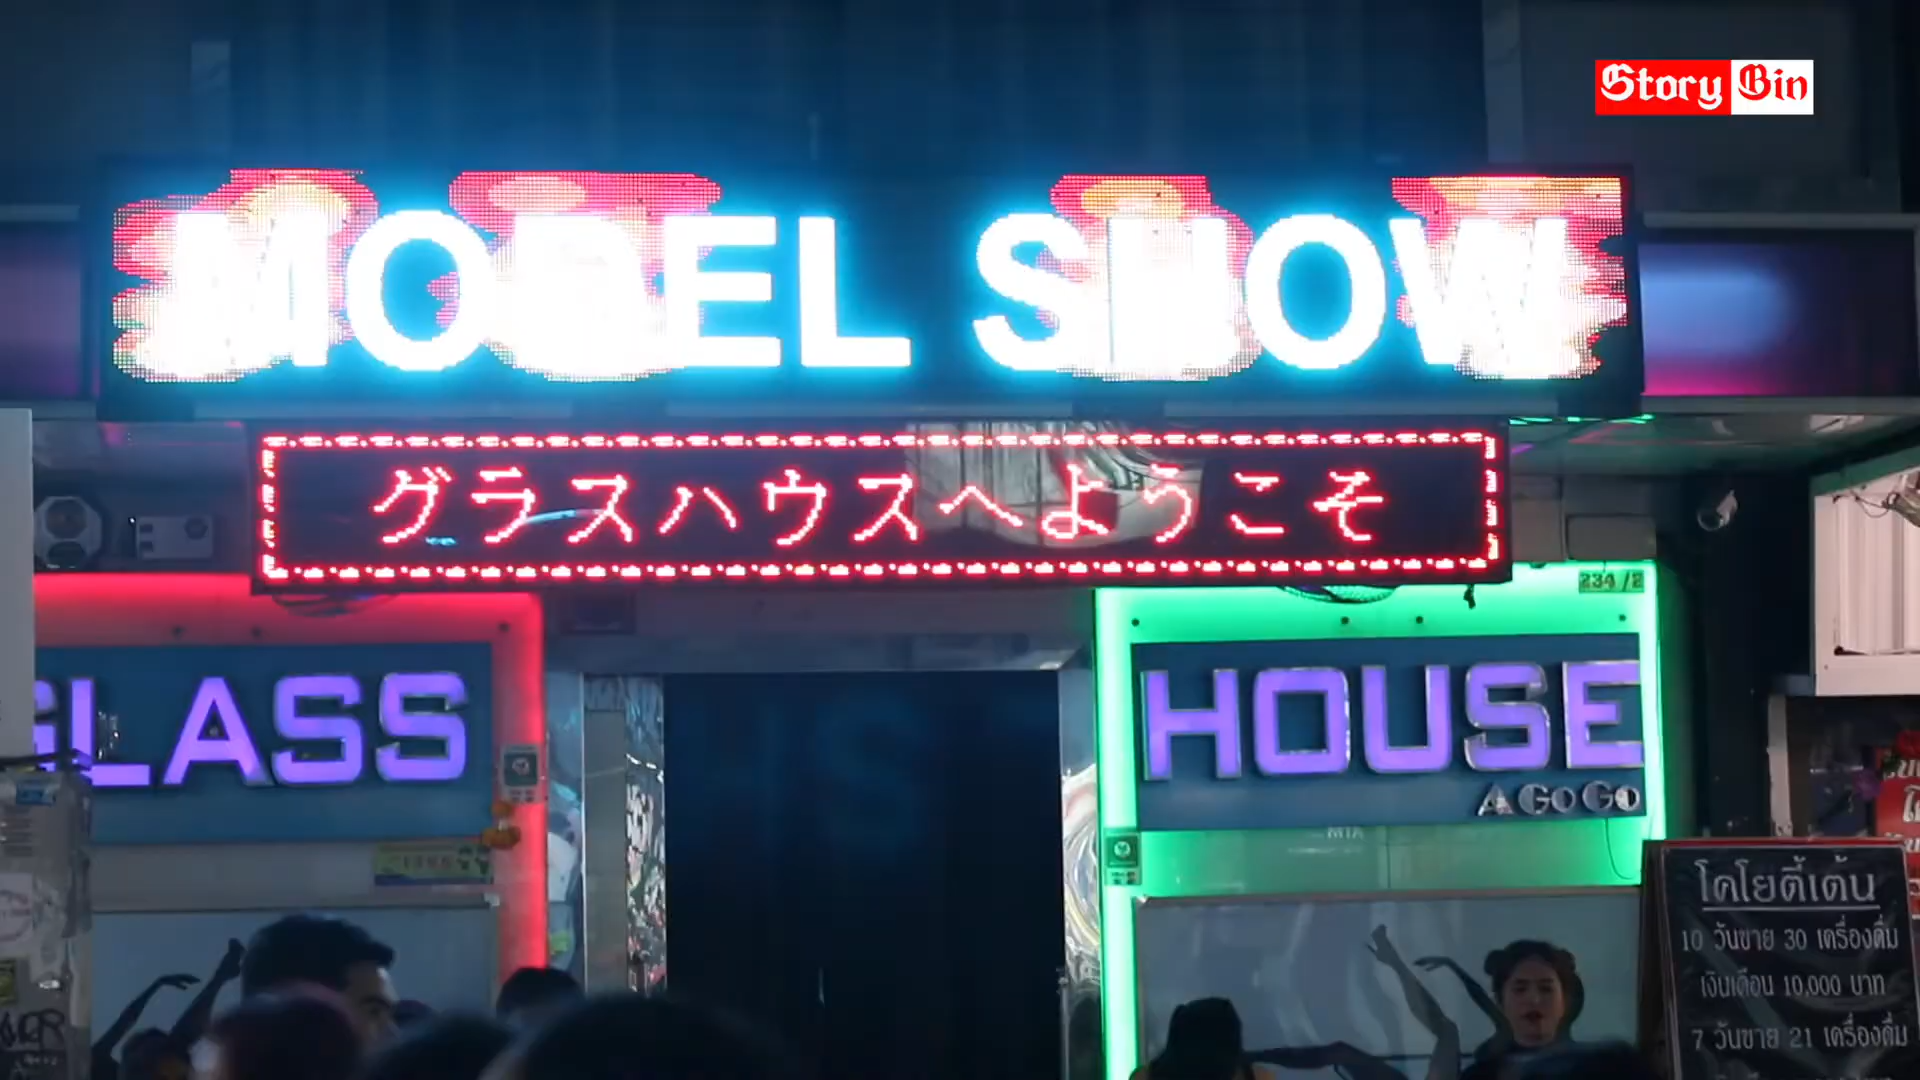 Story Bin
MODEL SHOW
グラスハウスへようこそ
234/2
GLASS
HOUSE
A GoGo
โคโยตี้เต้น
10 วันขาย 30 เครื่องดื่ม
เงินเดือน 10,000 บาท
7 วันขาย 21 เครื่องดื่ม